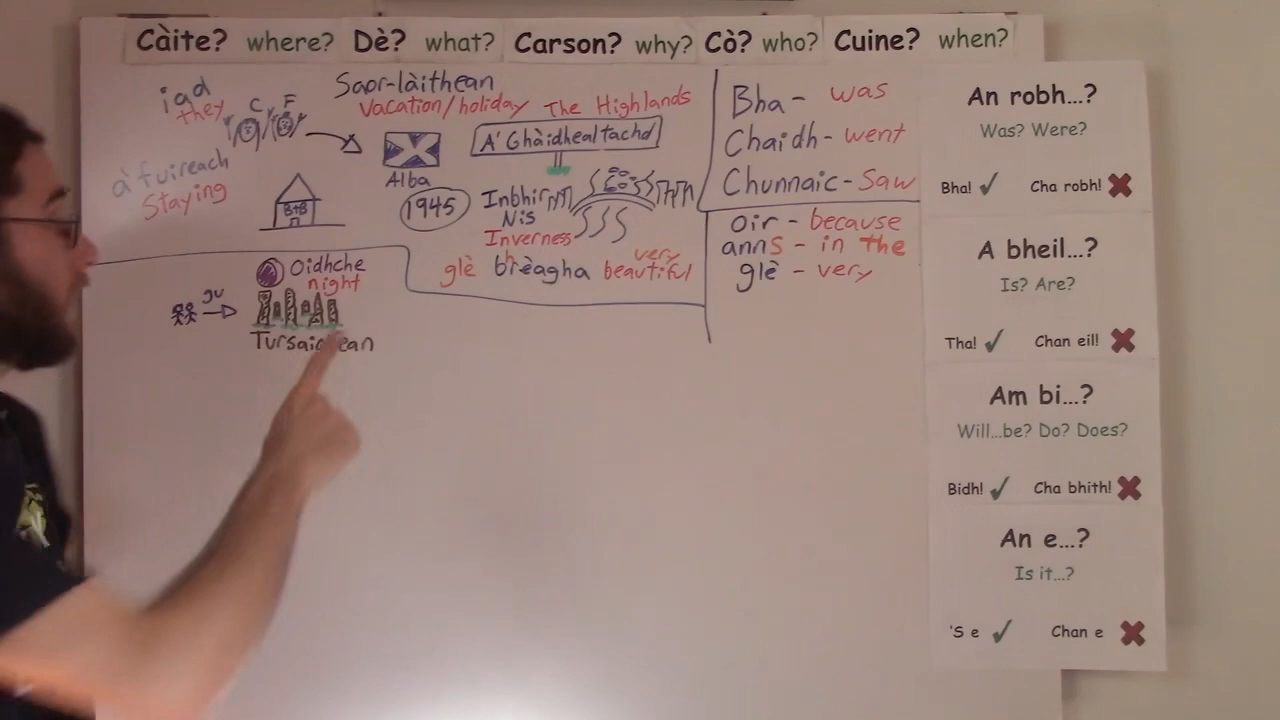 Càite? where? Dè? what? Carson? why? Cò? who? Cuine? when?
iad
they
C F
Saor-làithean
Vacation/holiday The Highlands
A' Ghàidhealtachd
Alba
a' fuireach
Staying
B+B
1945
Inbhir
Nis
Inverness
glè bhrèagha very beautiful
Bha - was
Chaidh - went
Chunnaic - Saw
oir - because
anns - in the
glè - very
Oidhche
night
gu
An robh...?
Was? Were?
Bha! Cha robh!
A bheil...?
Is? Are?
Tha! Chan eil!
Am bi...?
Will...be? Do? Does?
Bidh! Cha bhith!
An e...?
Is it...?
'S e Chan e